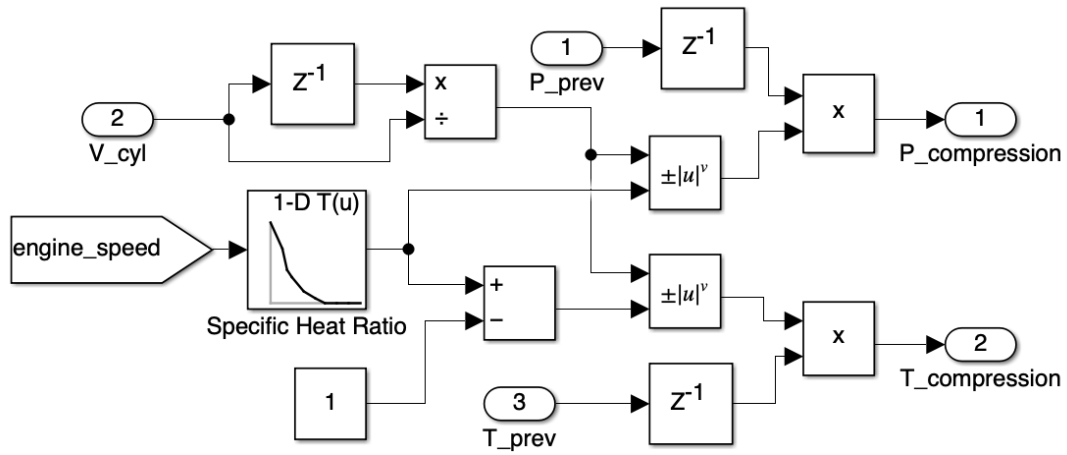 1
P_prev
Z-1
x
1
P_compression
2
V_cyl
Z-1
x
÷
±|u|ᵛ
engine_speed
1-D T(u)
Specific Heat Ratio
+
−
±|u|ᵛ
x
2
T_compression
1
3
T_prev
Z-1